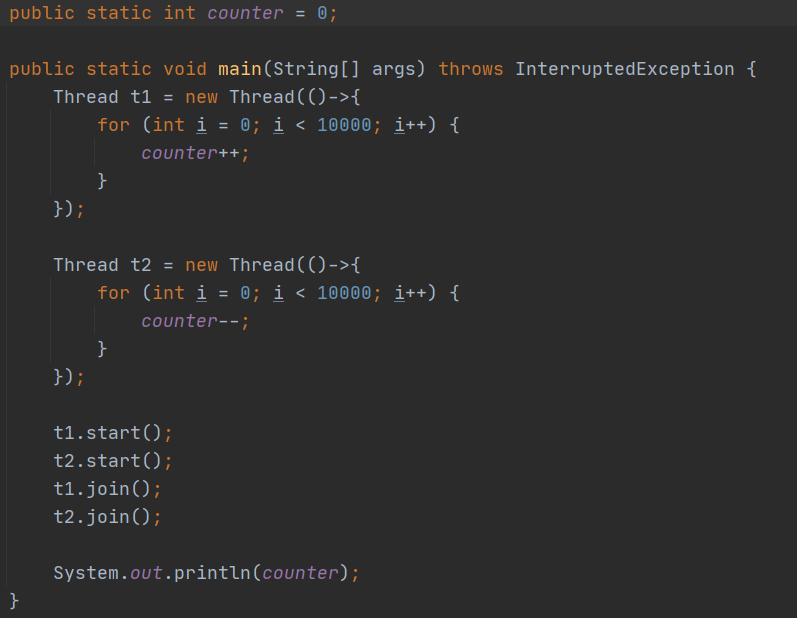 public static int counter = 0;
public static void main(String[] args) throws InterruptedException {
Thread t1 = new Thread(()->{
for (int i = 0; i < 10000; i++) {
counter++;
}
});
Thread t2 = new Thread(()->{
for (int i = 0; i < 10000; i++) {
counter--;
}
});
t1.start();
t2.start();
t1.join();
t2.join();
System.out.println(counter);
}